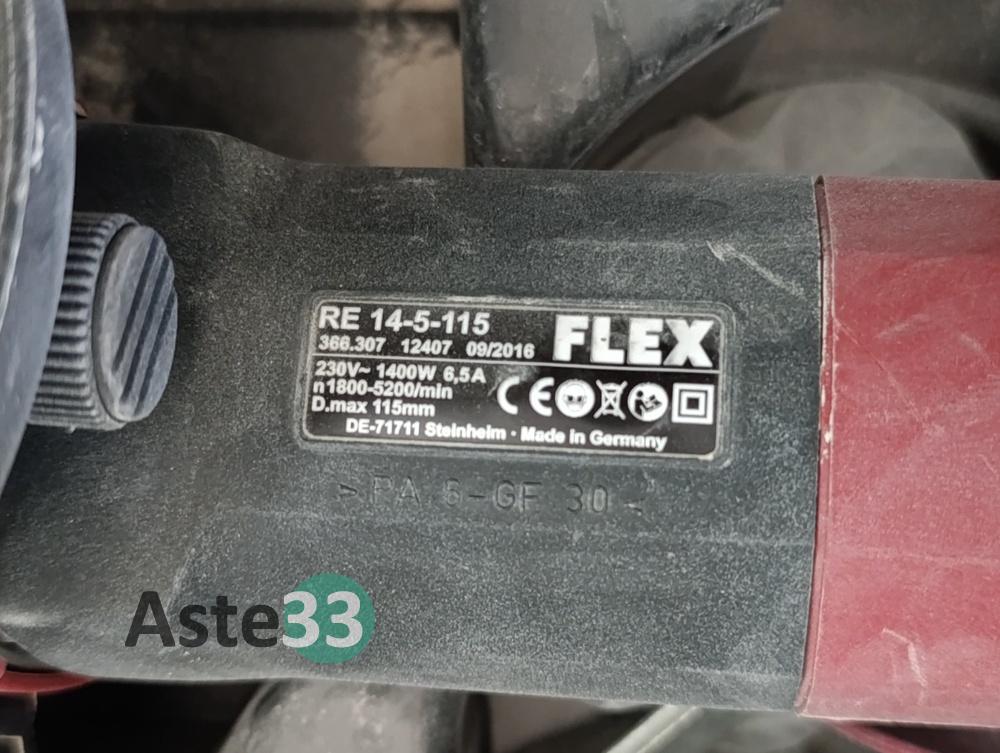 RE 14-5-115
366.307 12407 09/2016
FLEX
230V~ 1400W 6,5A
n1800-5200/min
D.max 115mm
CE
DE-71711 Steinheim · Made in Germany
>PA 6-GF 30<
Aste33